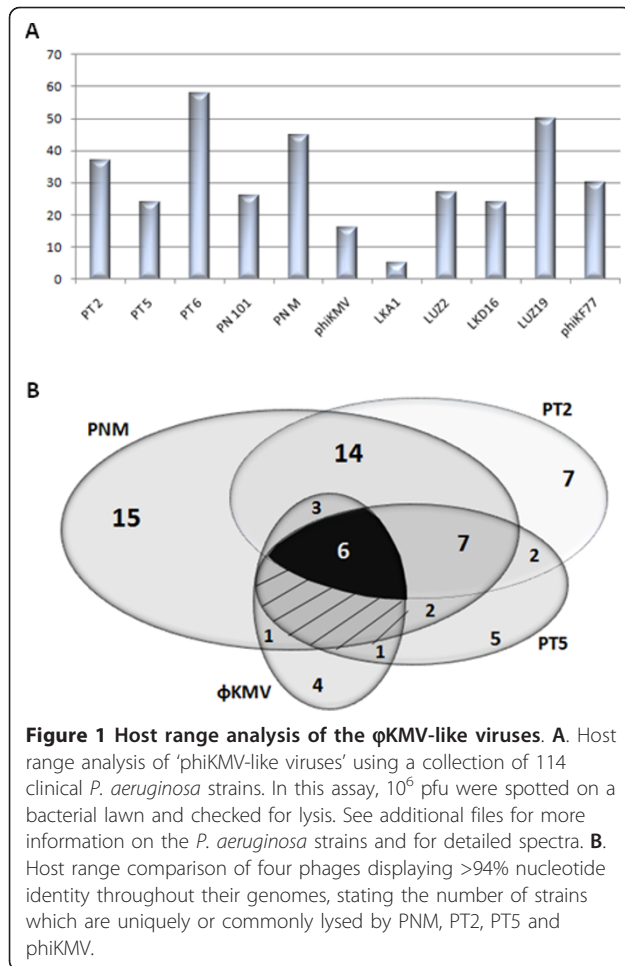 A
70
60
50
40
30
20
10
0
PT2
PT5
PT6
PN 101
PN M
phiKMV
LKA1
LUZ2
LKD16
LUZ19
phiKF77
B
PNM
PT2
14
7
15
3
6
7
2
2
1
1
5
PT5
4
ϕKMV
Figure 1 Host range analysis of the φKMV-like viruses. A. Host
range analysis of 'phiKMV-like viruses' using a collection of 114
clinical P. aeruginosa strains. In this assay, 10⁶ pfu were spotted on a
bacterial lawn and checked for lysis. See additional files for more
information on the P. aeruginosa strains and for detailed spectra. B.
Host range comparison of four phages displaying >94% nucleotide
identity throughout their genomes, stating the number of strains
which are uniquely or commonly lysed by PNM, PT2, PT5 and
phiKMV.